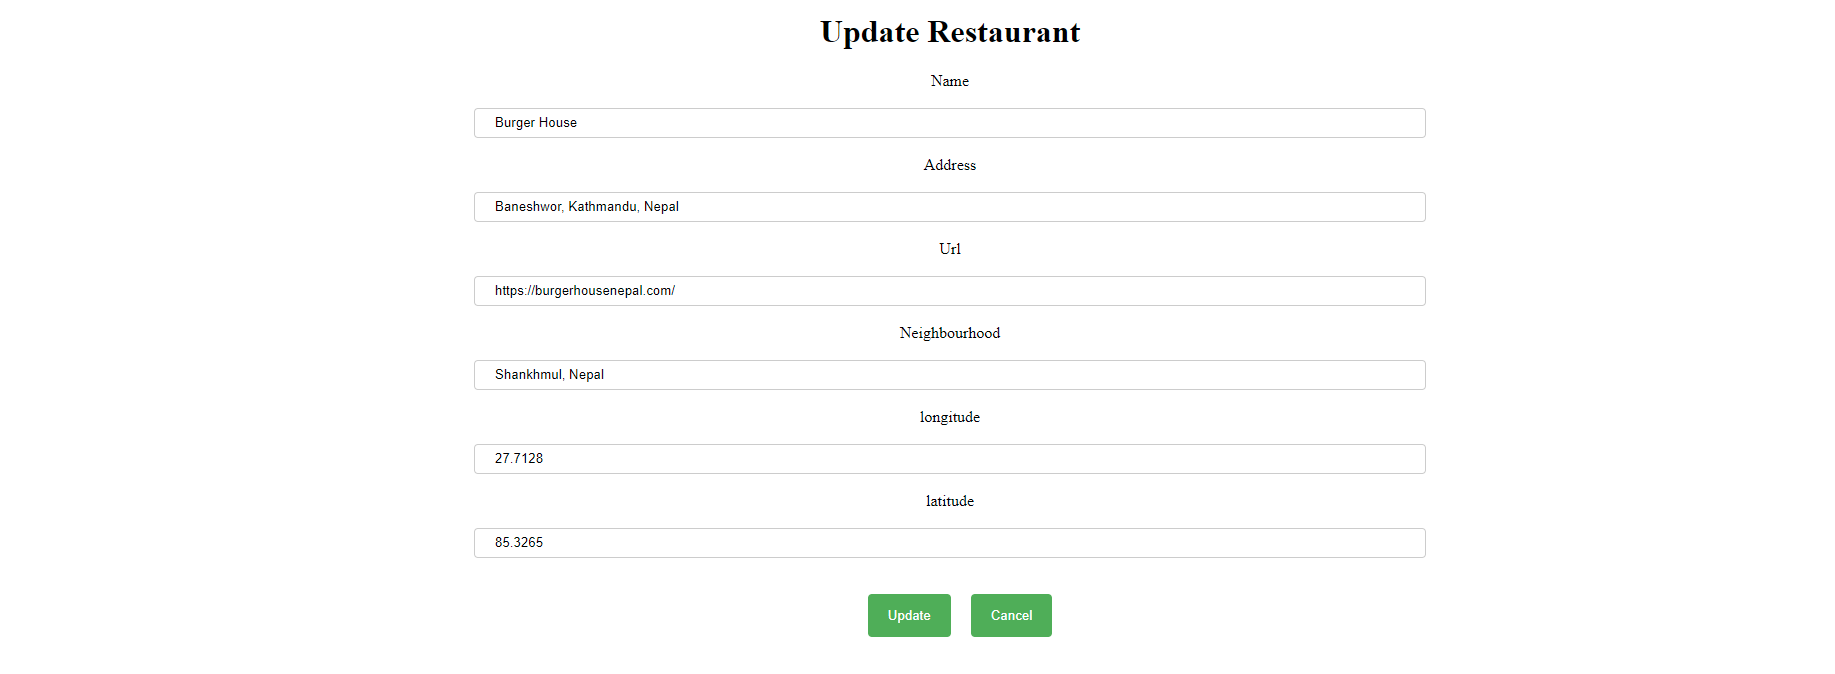 Update Restaurant
Name
Burger House
Address
Baneshwor, Kathmandu, Nepal
Url
https://burgerhousenepal.com/
Neighbourhood
Shankhmul, Nepal
longitude
27.7128
latitude
85.3265
Update Cancel